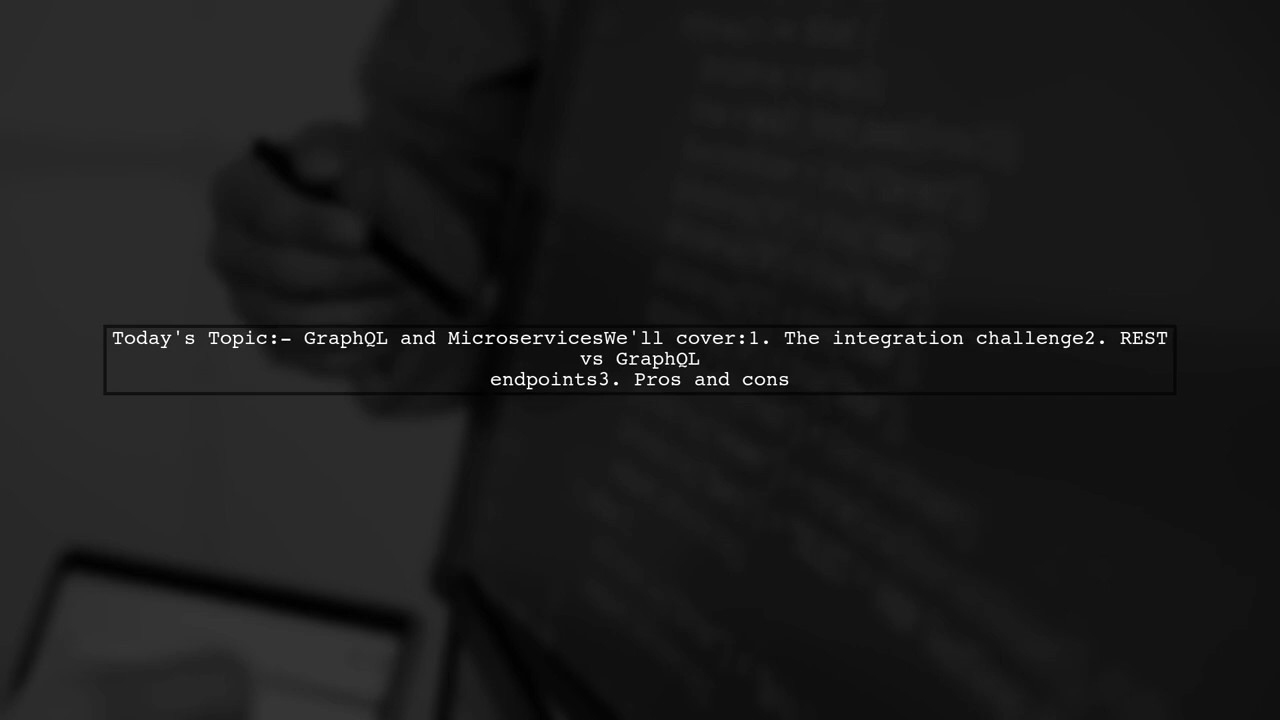 Today's Topic:– GraphQL and MicroservicesWe'll cover:1. The integration challenge2. REST
vs GraphQL
endpoints3. Pros and cons